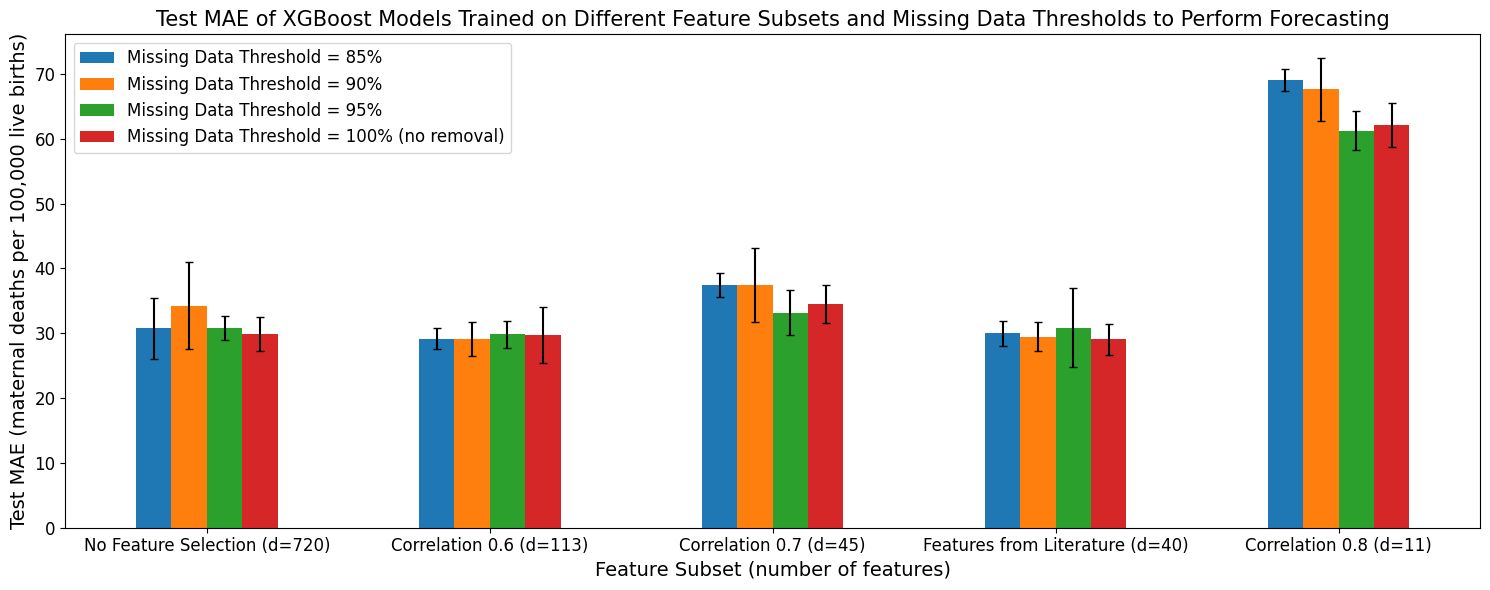 Test MAE of XGBoost Models Trained on Different Feature Subsets and Missing Data Thresholds to Perform Forecasting
Test MAE (maternal deaths per 100,000 live births)
70
60
50
40
30
20
10
0
Missing Data Threshold = 85%
Missing Data Threshold = 90%
Missing Data Threshold = 95%
Missing Data Threshold = 100% (no removal)
No Feature Selection (d=720)
Correlation 0.6 (d=113)
Correlation 0.7 (d=45)
Features from Literature (d=40)
Correlation 0.8 (d=11)
Feature Subset (number of features)